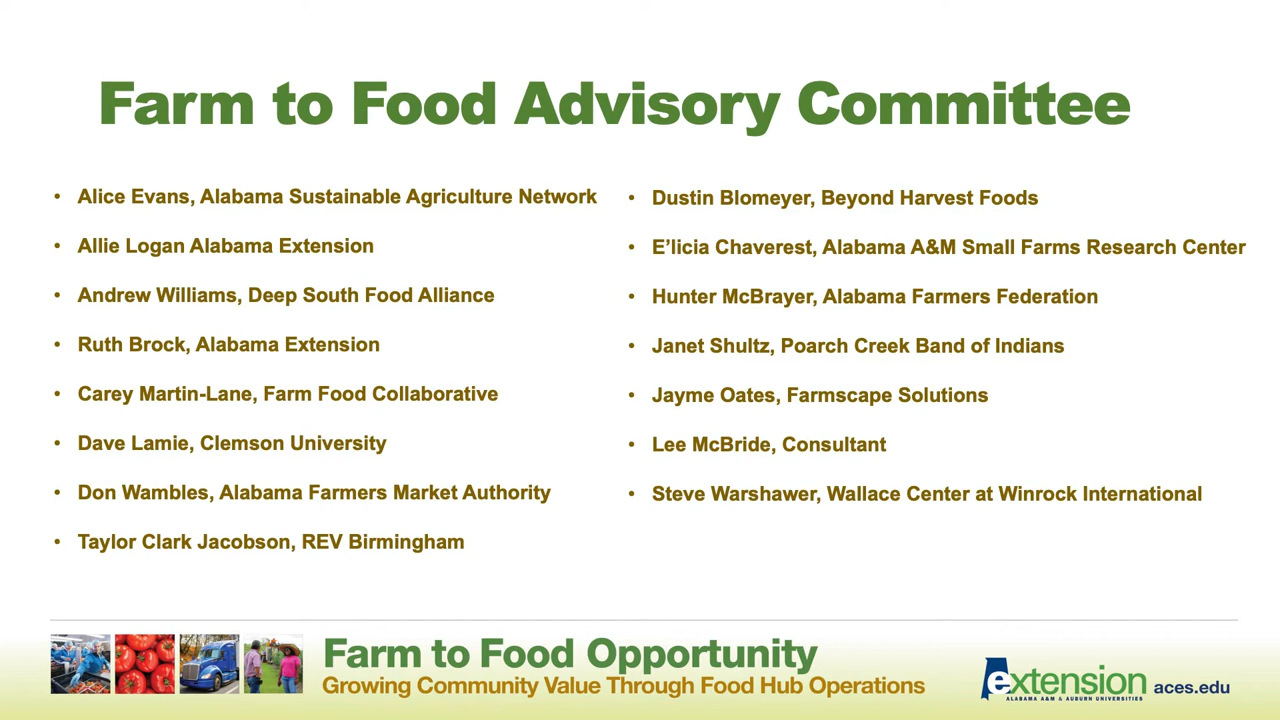 Farm to Food Advisory Committee
• Alice Evans, Alabama Sustainable Agriculture Network
• Allie Logan Alabama Extension
• Andrew Williams, Deep South Food Alliance
• Ruth Brock, Alabama Extension
• Carey Martin-Lane, Farm Food Collaborative
• Dave Lamie, Clemson University
• Don Wambles, Alabama Farmers Market Authority
• Taylor Clark Jacobson, REV Birmingham
• Dustin Blomeyer, Beyond Harvest Foods
• E’licia Chaverest, Alabama A&M Small Farms Research Center
• Hunter McBrayer, Alabama Farmers Federation
• Janet Shultz, Poarch Creek Band of Indians
• Jayme Oates, Farmscape Solutions
• Lee McBride, Consultant
• Steve Warshawer, Wallace Center at Winrock International
Farm to Food Opportunity
Growing Community Value Through Food Hub Operations
extension
ALABAMA A&M & AUBURN UNIVERSITIES
aces.edu